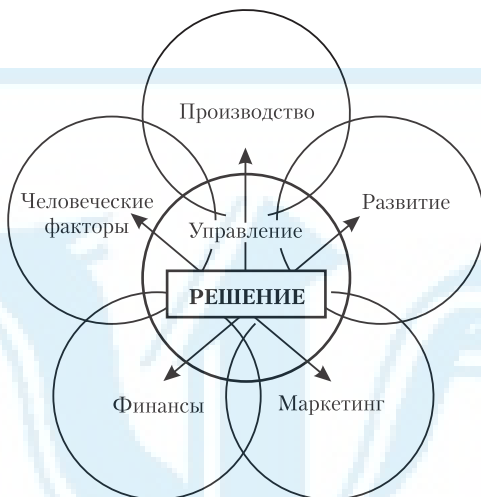 Производство
Человеческие
факторы
Развитие
Управление
РЕШЕНИЕ
Финансы
Маркетинг